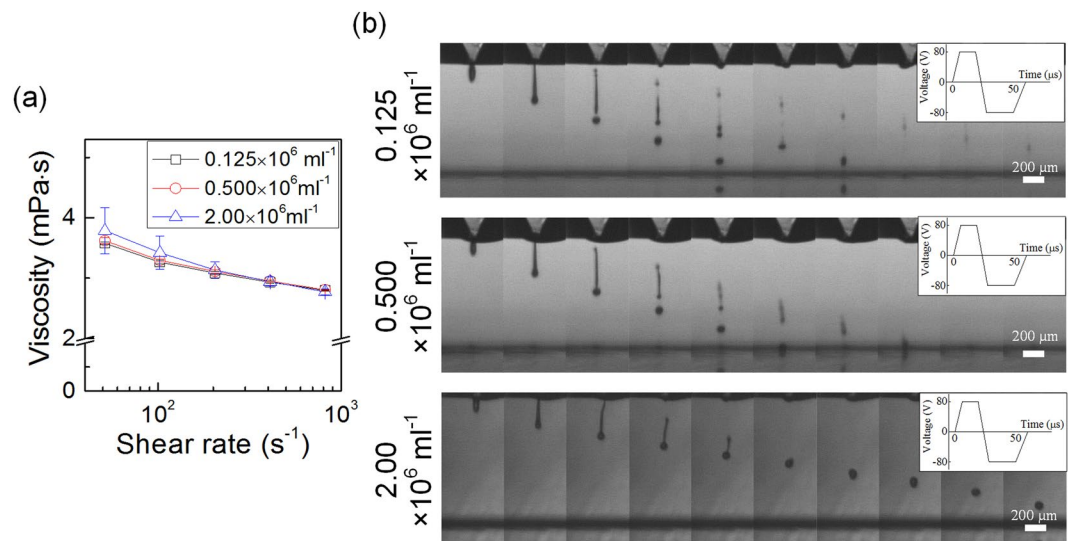 (a)
Viscosity (mPa·s)
4
2
0
0.125×10⁶ ml⁻¹
0.500×10⁶ml⁻¹
2.00×10⁶ml⁻¹
10²
10³
Shear rate (s⁻¹)
(b)
0.125
×10⁶ ml⁻¹
Voltage (V)
80
0
-80
Time (μs)
0
50
200 μm
0.500
×10⁶ ml⁻¹
Voltage (V)
80
0
-80
Time (μs)
0
50
200 μm
2.00
×10⁶ ml⁻¹
Voltage (V)
80
0
-80
Time (μs)
0
50
200 μm